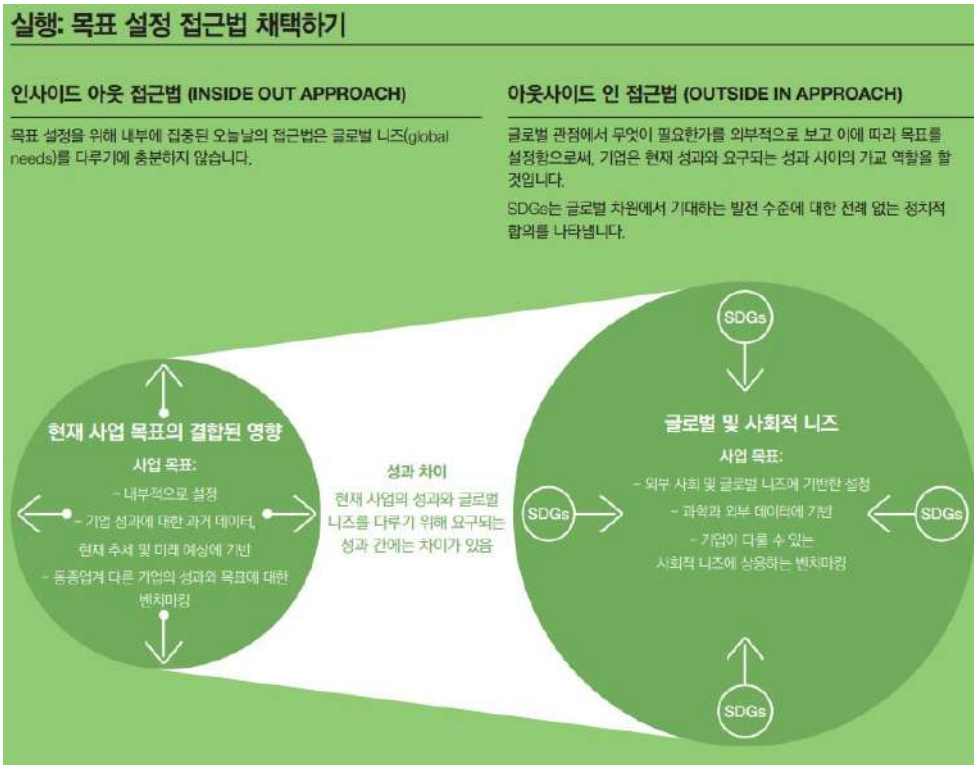 실행: 목표 설정 접근법 채택하기
인사이드 아웃 접근법 (INSIDE OUT APPROACH)
목표 설정을 위해 내부에 집중된 오늘날의 접근법은 글로벌 니즈(global
needs)를 다루기에 충분하지 않습니다.
아웃사이드 인 접근법 (OUTSIDE IN APPROACH)
글로벌 관점에서 무엇이 필요한가를 외부적으로 보고 이에 따라 목표를
설정함으로써, 기업은 현재 성과와 요구되는 성과 사이의 가교 역할을 할
것입니다.
SDGs는 글로벌 차원에서 기대하는 발전 수준에 대한 전례 없는 정치적
합의를 나타냅니다.
현재 사업 목표의 결합된 영향
사업 목표:
– 내부적으로 설정
– 기업 성과에 대한 과거 데이터,
현재 추세 및 미래 예상에 기반
– 동종업계 다른 기업의 성과와 목표에 대한
벤치마킹
성과 차이
현재 사업의 성과와 글로벌
니즈를 다루기 위해 요구되는
성과 간에는 차이가 있음
SDGs
글로벌 및 사회적 니즈
사업 목표:
– 외부 사회 및 글로벌 니즈에 기반한 설정
– 과학과 외부 데이터에 기반
– 기업이 다룰 수 있는
사회적 니즈에 상응하는 벤치마킹
SDGs
SDGs
SDGs